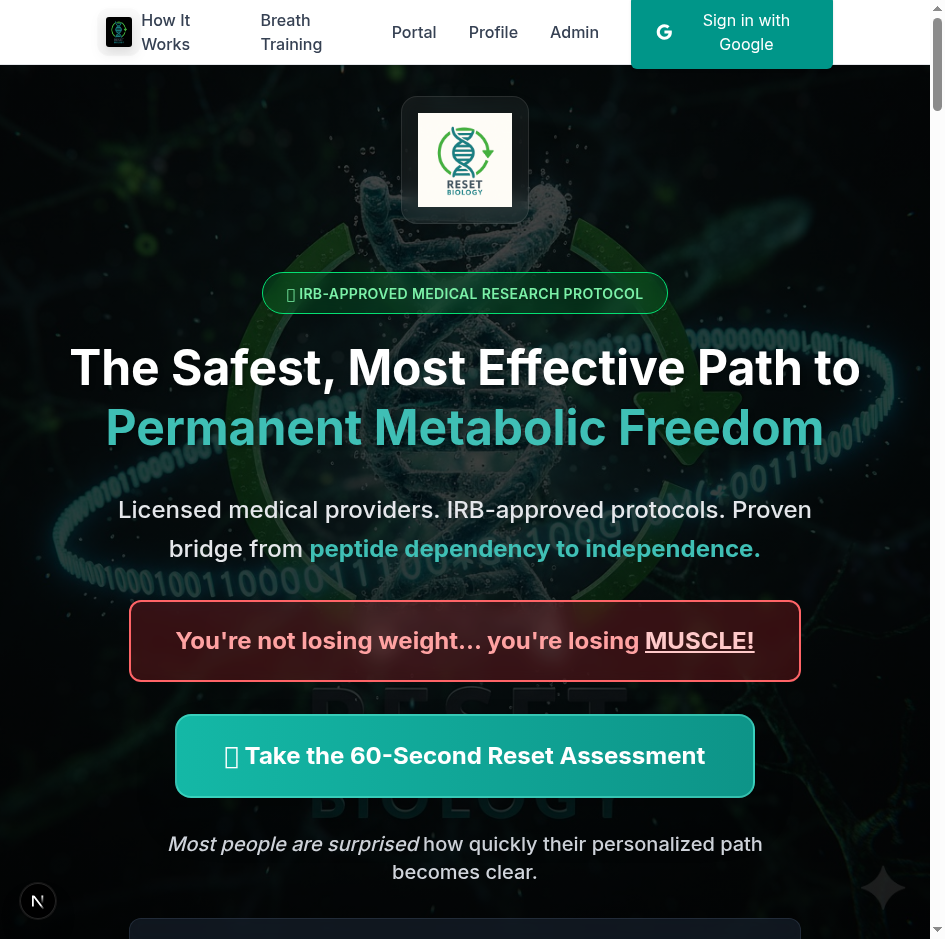 How It
Works
Breath
Training
Portal
Profile
Admin
Sign in with
Google
RESET
BIOLOGY
IRB-APPROVED MEDICAL RESEARCH PROTOCOL
The Safest, Most Effective Path to
Permanent Metabolic Freedom
Licensed medical providers. IRB-approved protocols. Proven
bridge from peptide dependency to independence.
You're not losing weight... you're losing MUSCLE!
RESET
Take the 60-Second Reset Assessment
BIOLOGY
Most people are surprised how quickly their personalized path
becomes clear.
N